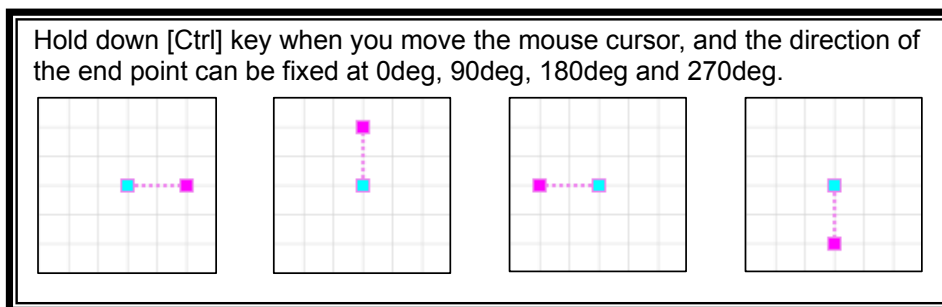 Hold down [Ctrl] key when you move the mouse cursor, and the direction of
the end point can be fixed at 0deg, 90deg, 180deg and 270deg.